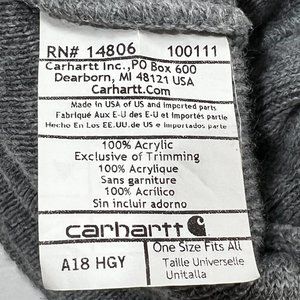 RN# 14806 100111
Carhartt Inc.,PO Box 600
Dearborn, MI 48121 USA
Carhartt.Com
Made in USA of US and imported parts
Fabriqué Aux E-U de E-U et importés parts
Hecho En Los EE.UU.de US e Importados parte
100% Acrylic
Exclusive of Trimming
100% Acrylique
Sans garniture
100% Acrílico
Sin incluir adorno
carhartt
A18 HGY
One Size Fits All
Taille Universelle
Unitalla